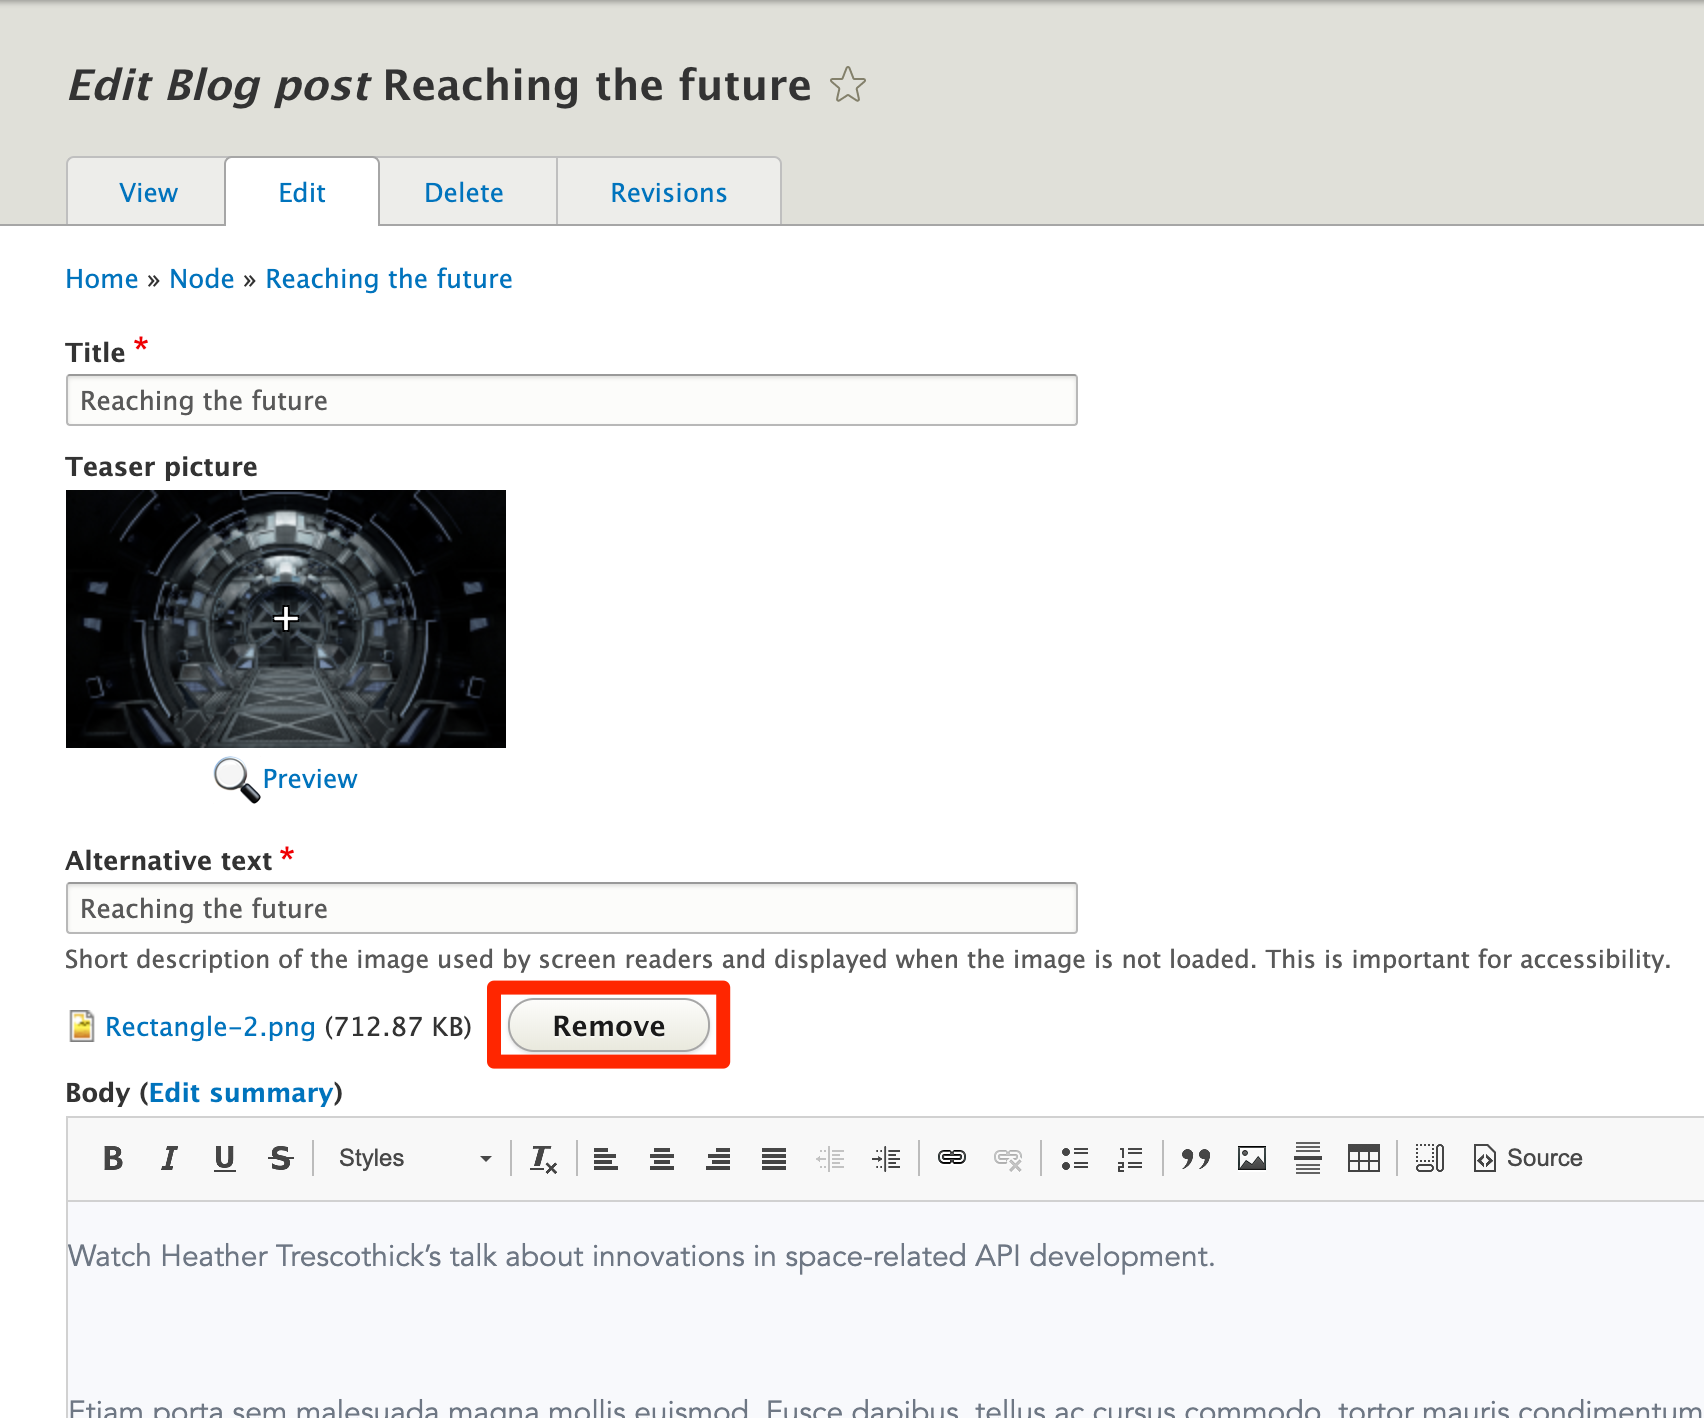 Edit Blog post Reaching the future
View Edit Delete Revisions
Home » Node » Reaching the future
Title *
Reaching the future
Teaser picture
Preview
Alternative text *
Reaching the future
Short description of the image used by screen readers and displayed when the image is not loaded. This is important for accessibility.
Rectangle-2.png (712.87 KB) Remove
Body (Edit summary)
B I U S Styles Source
Watch Heather Trescothick’s talk about innovations in space-related API development.
Etiam porta sem malesuada magna mollis euismod. Fusce dapibus, tellus ac cursus commodo, tortor mauris condimentum